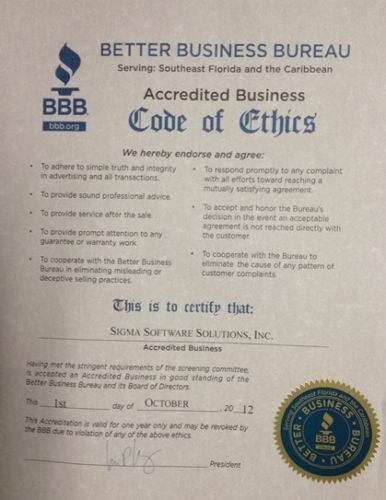 BETTER BUSINESS BUREAU
Serving: Southeast Florida and the Caribbean
BBB
bbb.org
Accredited Business
Code of Ethics
We hereby endorse and agree:
· To adhere to simple truth and integrity
in advertising and all transactions.
· To provide sound professional advice.
· To provide service after the sale.
· To provide prompt attention to any
guarantee or warranty work.
· To cooperate with the Better Business
Bureau in eliminating misleading or
deceptive selling practices.
· To respond promptly to any complaint
with all efforts toward reaching a
mutually satisfying agreement.
· To accept and honor the Bureau's
decision in the event an acceptable
agreement is not reached directly with
the customer.
· To cooperate with the Bureau to
eliminate the cause of any pattern of
customer complaints.
This is to certify that:
SIGMA SOFTWARE SOLUTIONS, INC.
Accredited Business
Having met the stringent requirements of the screening committee,
is accepted an Accredited Business in good standing of the
Better Business Bureau and its Board of Directors.
This 1st day of OCTOBER, 2012
This Accreditation is valid for one year only and may be revoked by
the BBB due to violation of any of the above ethics.
President
Serving Southeast Florida and the Caribbean
BETTER · BUSINESS · BUREAU
BBB